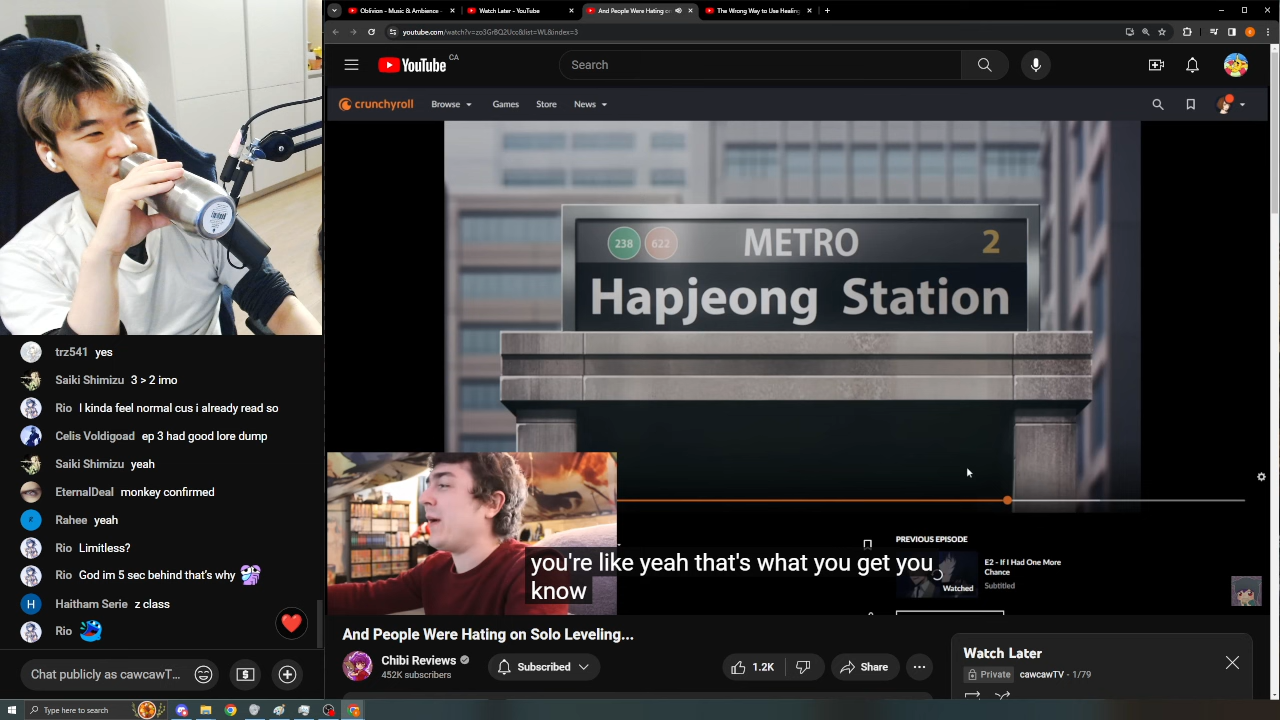 Oblivion - Music & Ambience -
Watch Later - YouTube
And People Were Hating on
The Wrong Way to Use Healing
youtube.com/watch?v=zo3GrBQ2Ucc&list=WL&index=3
YouTube CA
Search
crunchyroll
Browse
Games
Store
News
238
622
METRO
2
Hapjeong Station
trz541 yes
Saiki Shimizu 3 > 2 imo
Rio I kinda feel normal cus i already read so
Celis Voldigoad ep 3 had good lore dump
Saiki Shimizu yeah
EternalDeal monkey confirmed
Rahee yeah
Rio Limitless?
Rio God im 5 sec behind that's why
H Haitham Serie z class
Rio
Chat publicly as cawcawT...
you're like yeah that's what you get you
know
PREVIOUS EPISODE
E2 - If I Had One More
Chance
Subtitled
Watched
And People Were Hating on Solo Leveling...
Chibi Reviews
452K subscribers
Subscribed
1.2K
Share
Watch Later
Private cawcawTV - 1/79
Type here to search